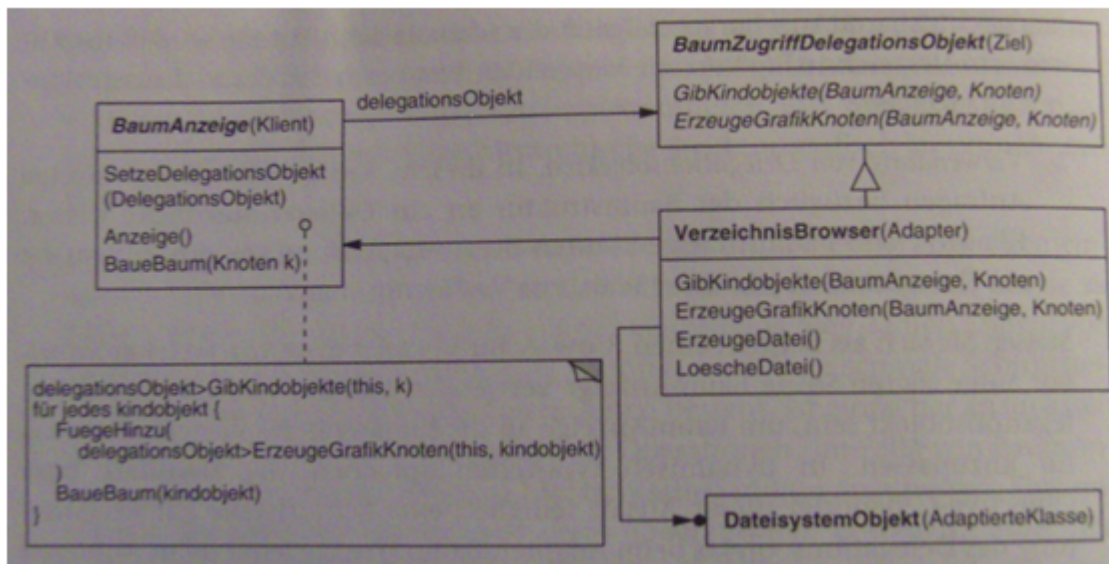 BaumAnzeige(Klient)
SetzeDelegationsObjekt
(DelegationsObjekt)
Anzeige()
BaueBaum(Knoten k)
delegationsObjekt
BaumZugriffDelegationsObjekt(Ziel)
GibKindobjekte(BaumAnzeige, Knoten)
ErzeugeGrafikKnoten(BaumAnzeige, Knoten)
VerzeichnisBrowser(Adapter)
GibKindobjekte(BaumAnzeige, Knoten)
ErzeugeGrafikKnoten(BaumAnzeige, Knoten)
ErzeugeDatei()
LoescheDatei()
delegationsObjekt>GibKindobjekte(this, k)
für jedes kindobjekt {
FuegeHinzu(
delegationsObjekt>ErzeugeGrafikKnoten(this, kindobjekt)
)
BaueBaum(kindobjekt)
}
DateisystemObjekt(AdaptierteKlasse)